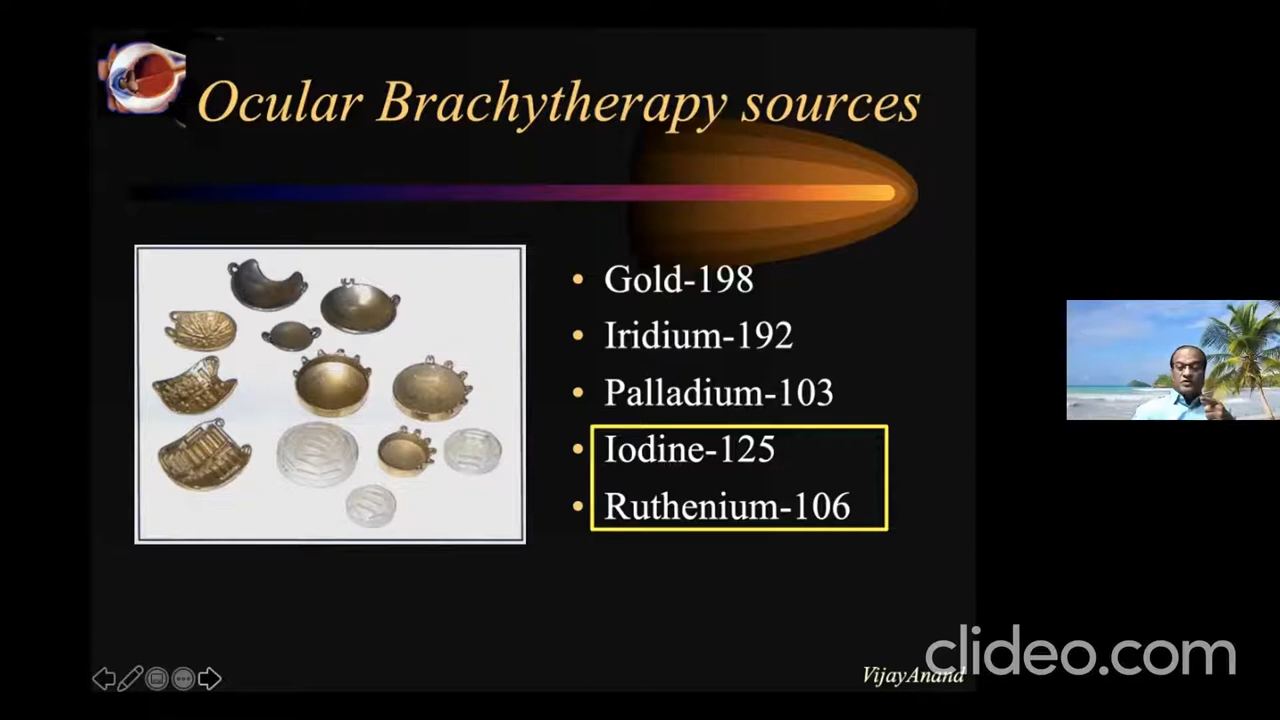 Ocular Brachytherapy sources
• Gold-198
• Iridium-192
• Palladium-103
• Iodine-125
• Ruthenium-106
VijayAnand
clideo.com